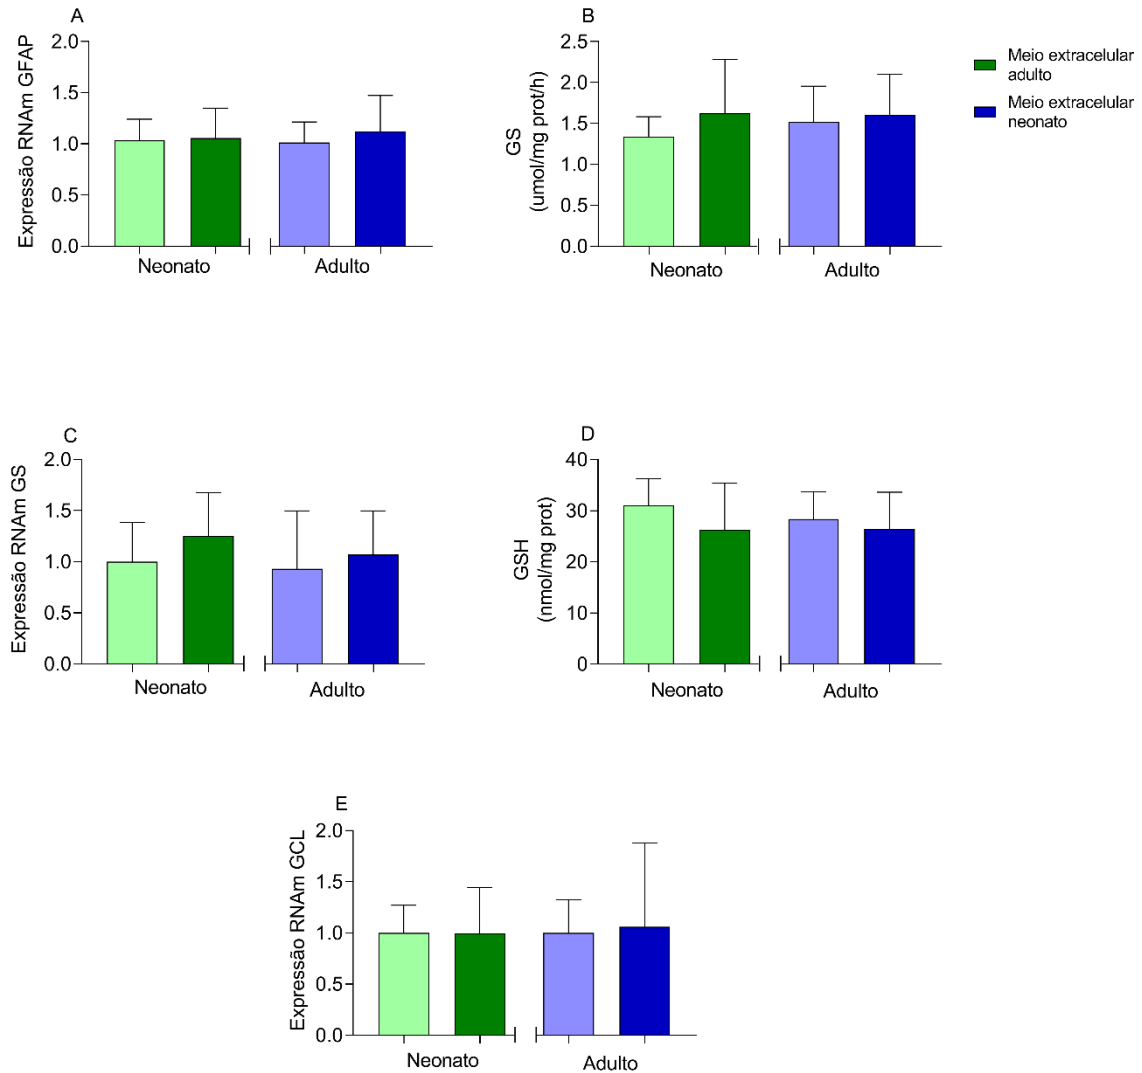 A
Expressão RNAm GFAP
2.0
1.5
1.0
0.5
0.0
Neonato
Adulto
B
GS
(umol/mg prot/h)
2.5
2.0
1.5
1.0
0.5
0.0
Neonato
Adulto
Meio extracelular
adulto
Meio extracelular
neonato
C
Expressão RNAm GS
2.0
1.5
1.0
0.5
0.0
Neonato
Adulto
D
GSH
(nmol/mg prot)
40
30
20
10
0
Neonato
Adulto
E
Expressão RNAm GCL
2.0
1.5
1.0
0.5
0.0
Neonato
Adulto